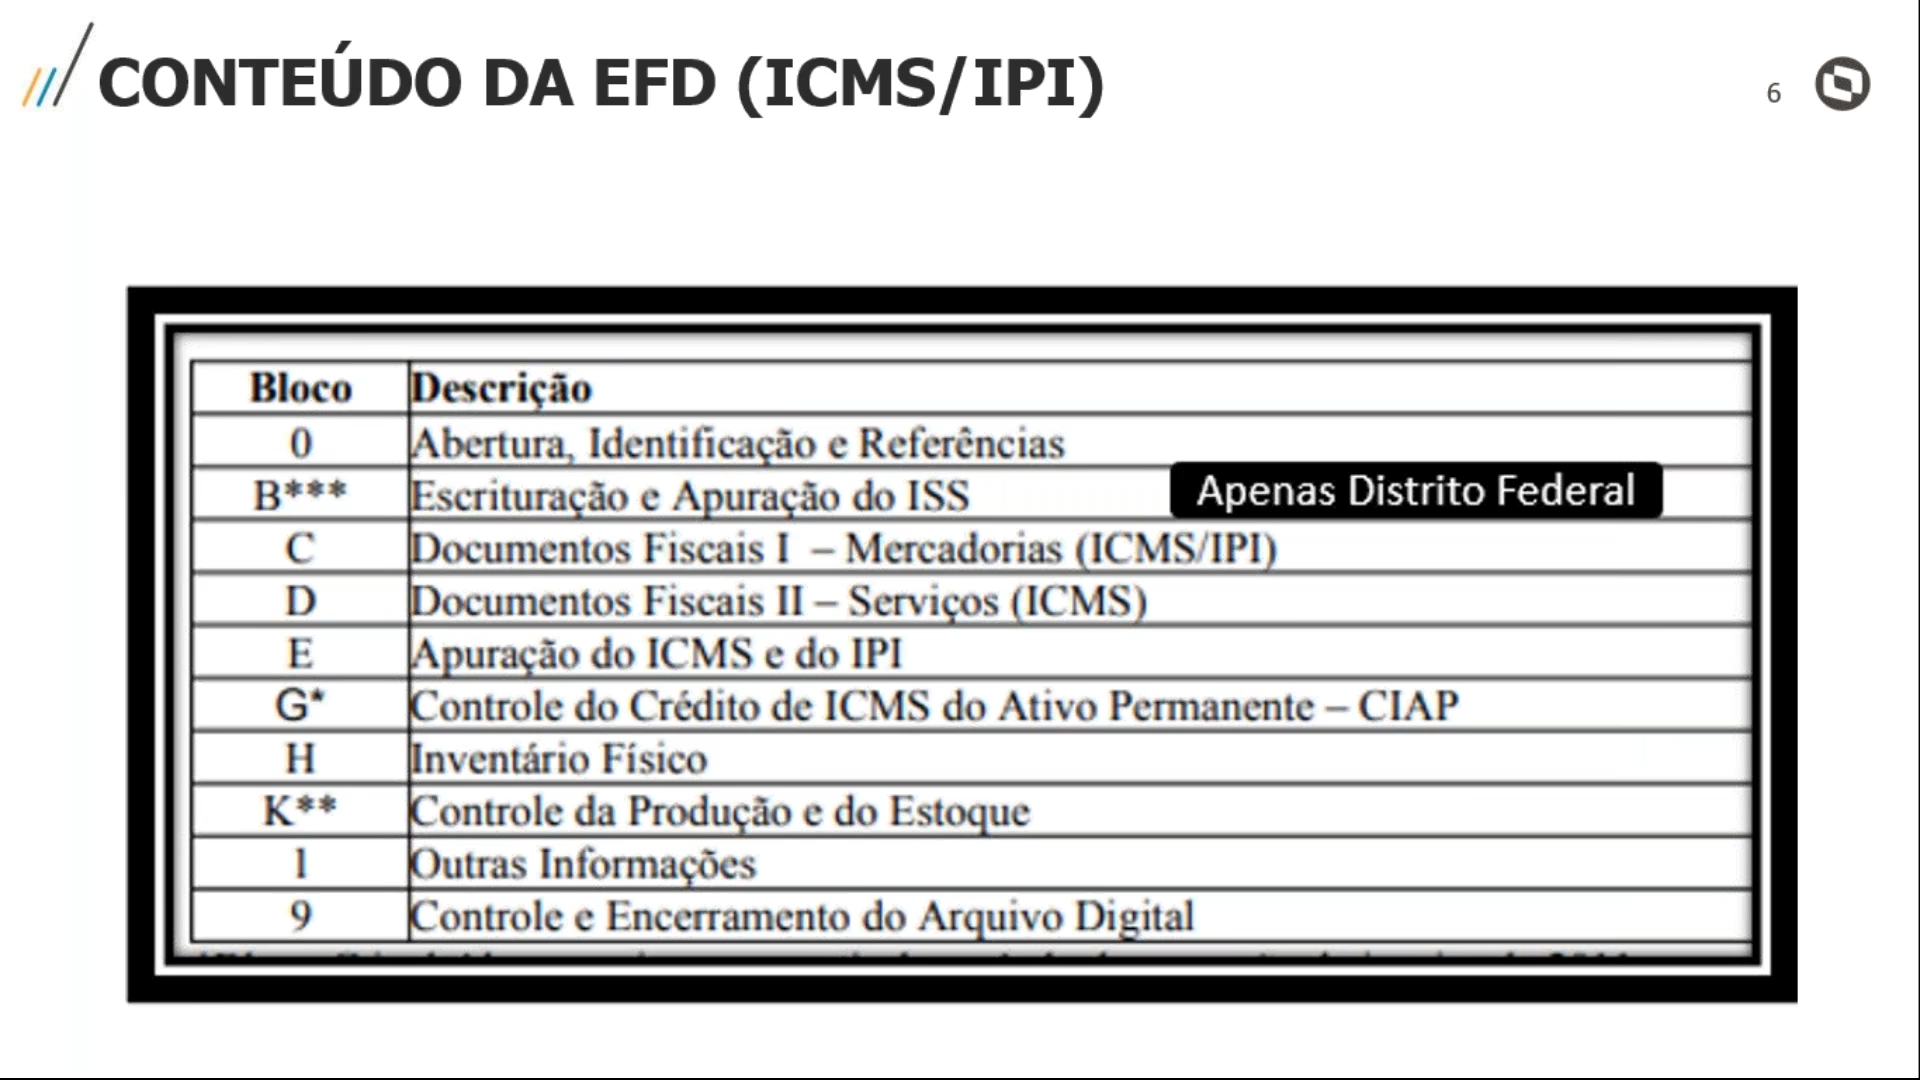 CONTEÚDO DA EFD (ICMS/IPI)
6
Bloco Descrição
0 Abertura, Identificação e Referências
B*** Escrituração e Apuração do ISS Apenas Distrito Federal
C Documentos Fiscais I – Mercadorias (ICMS/IPI)
D Documentos Fiscais II – Serviços (ICMS)
E Apuração do ICMS e do IPI
G* Controle do Crédito de ICMS do Ativo Permanente – CIAP
H Inventário Físico
K** Controle da Produção e do Estoque
1 Outras Informações
9 Controle e Encerramento do Arquivo Digital